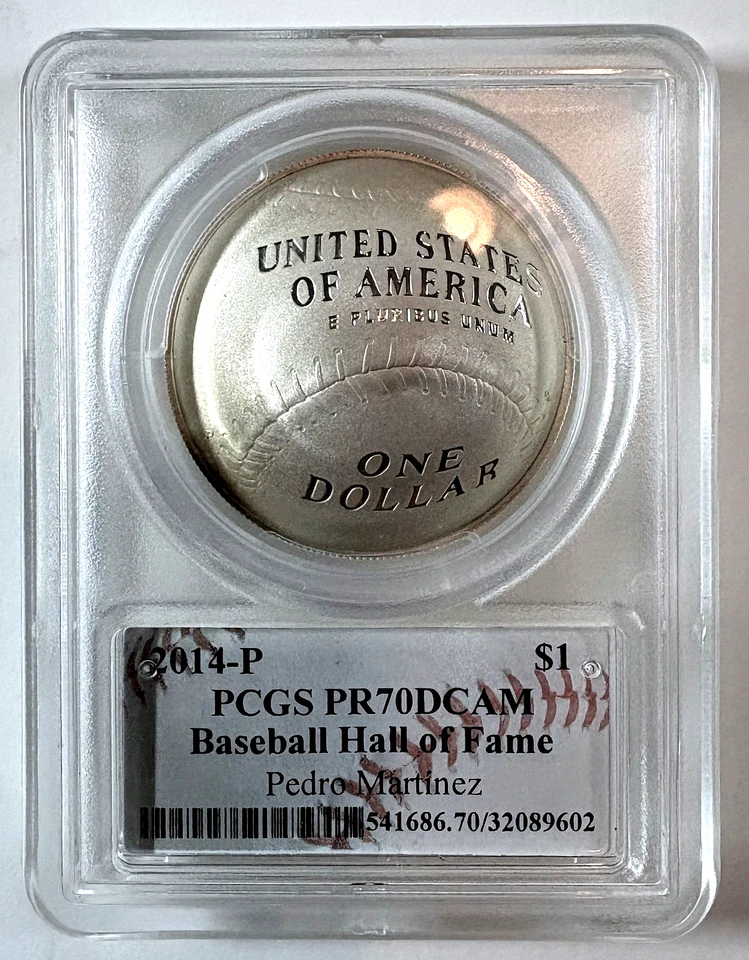 UNITED STATES
OF AMERICA
E PLURIBUS UNUM
ONE
DOLLAR
2014-P $1
PCGS PR70DCAM
Baseball Hall of Fame
Pedro Martinez
541686.70/32089602